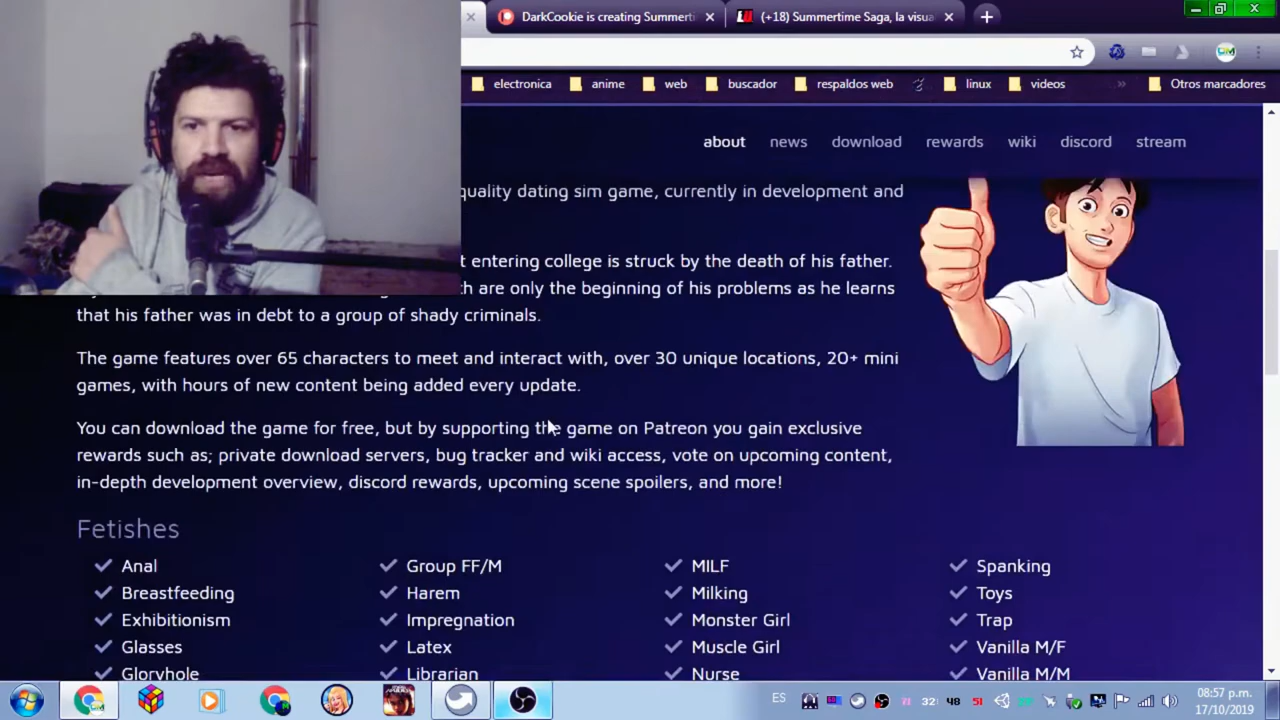 DarkCookie is creating Summerti
(+18) Summertime Saga, la visua
electronica
anime
web
buscador
respaldos web
linux
videos
Otros marcadores
about
news
download
rewards
wiki
discord
stream
quality dating sim game, currently in development and
t entering college is struck by the death of his father.
are only the beginning of his problems as he learns
that his father was in debt to a group of shady criminals.
The game features over 65 characters to meet and interact with, over 30 unique locations, 20+ mini
games, with hours of new content being added every update.
You can download the game for free, but by supporting the game on Patreon you gain exclusive
rewards such as; private download servers, bug tracker and wiki access, vote on upcoming content,
in-depth development overview, discord rewards, upcoming scene spoilers, and more!
Fetishes
Anal
Breastfeeding
Exhibitionism
Glasses
Gloryhole
Group FF/M
Harem
Impregnation
Latex
Librarian
MILF
Milking
Monster Girl
Muscle Girl
Nurse
Spanking
Toys
Trap
Vanilla M/F
Vanilla M/M
ES
32
48
51
08:57 p.m.
17/10/2019